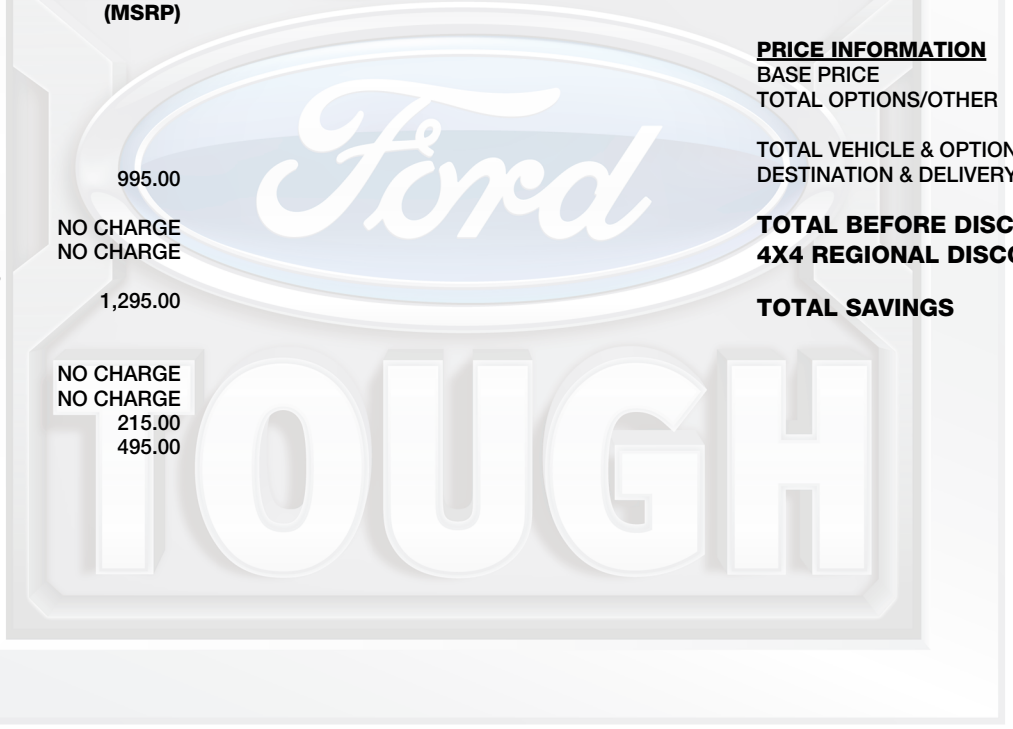 (MSRP)
995.00
NO CHARGE
NO CHARGE
1,295.00
NO CHARGE
NO CHARGE
215.00
495.00
PRICE INFORMATION
BASE PRICE
TOTAL OPTIONS/OTHER
TOTAL VEHICLE & OPTION
DESTINATION & DELIVERY
TOTAL BEFORE DISC
4X4 REGIONAL DISCO
TOTAL SAVINGS
Ford
TOUGH